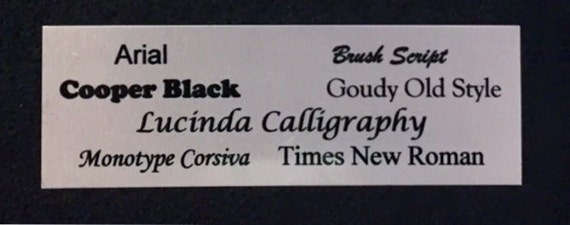 Arial Brush Script
Cooper Black Goudy Old Style
Lucinda Calligraphy
Monotype Corsiva Times New Roman